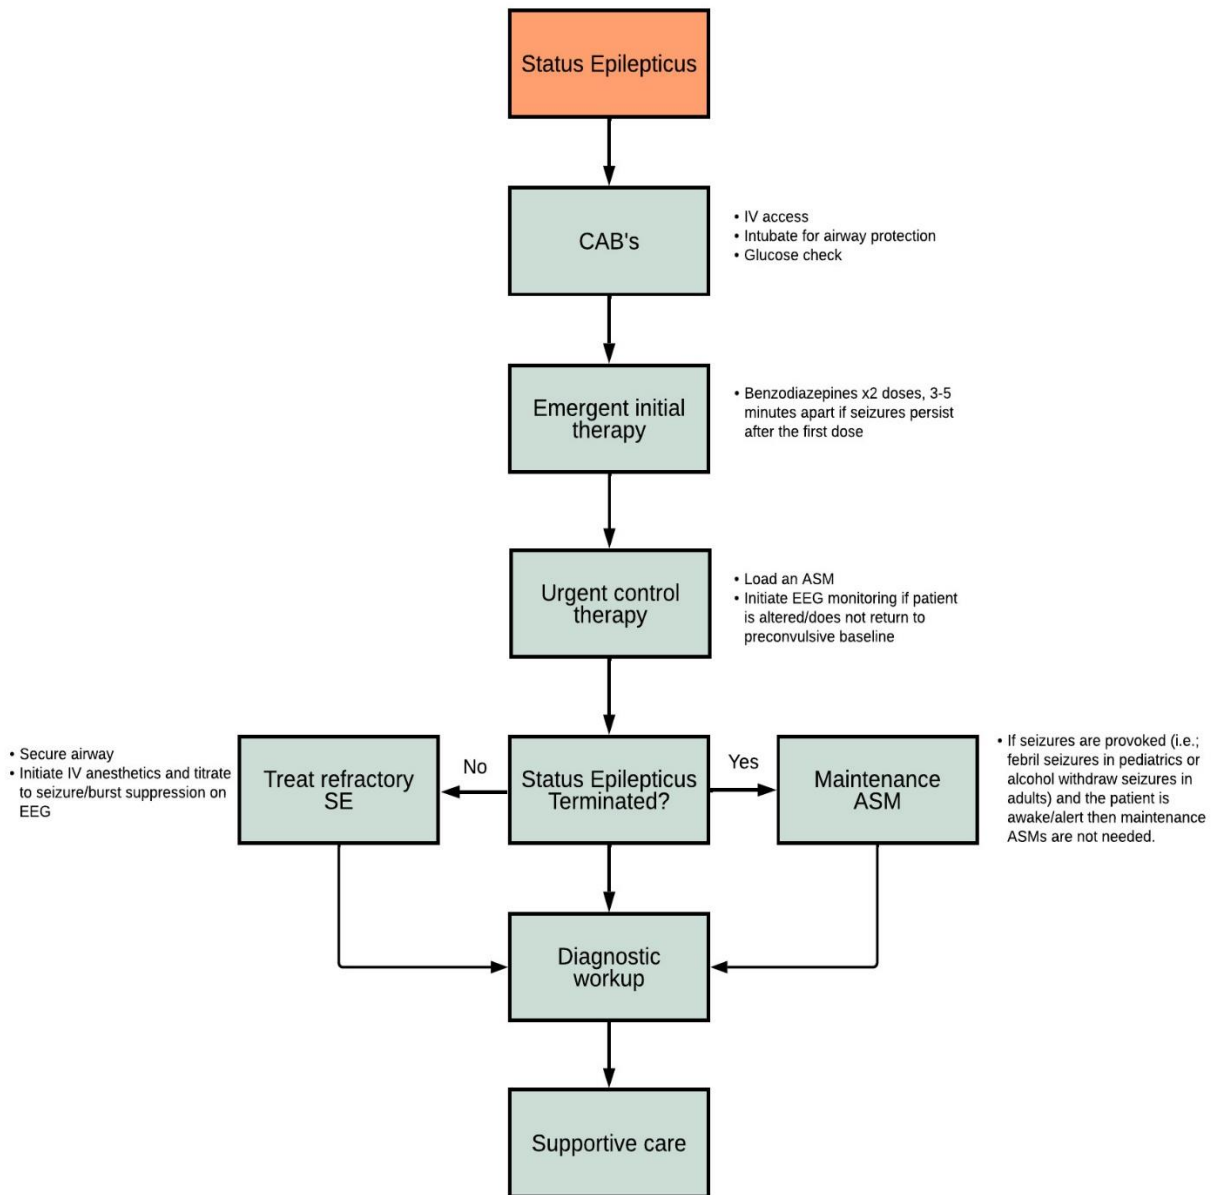 Status Epilepticus
CAB's
• IV access
• Intubate for airway protection
• Glucose check
Emergent initial
therapy
• Benzodiazepines x2 doses, 3-5
minutes apart if seizures persist
after the first dose
Urgent control
therapy
• Load an ASM
• Initiate EEG monitoring if patient
is altered/does not return to
preconvulsive baseline
• Secure airway
• Initiate IV anesthetics and titrate
to seizure/burst suppression on
EEG
Treat refractory
SE
No
Status Epilepticus
Terminated?
Yes
Maintenance
ASM
• If seizures are provoked (i.e.;
febril seizures in pediatrics or
alcohol withdraw seizures in
adults) and the patient is
awake/alert then maintenance
ASMs are not needed.
Diagnostic
workup
Supportive care